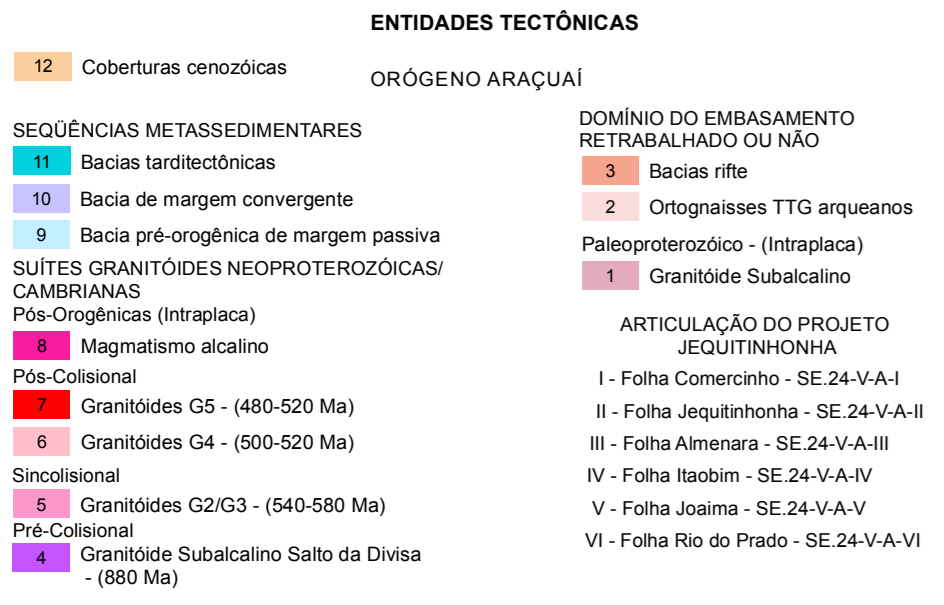 ENTIDADES TECTÔNICAS
12 Coberturas cenozóicas
ORÓGENO ARAÇUAÍ
SEQÜÊNCIAS METASSEDIMENTARES
11 Bacias tarditectônicas
10 Bacia de margem convergente
9 Bacia pré-orogênica de margem passiva
SUÍTES GRANITÓIDES NEOPROTEROZÓICAS/
CAMBRIANAS
Pós-Orogênicas (Intraplaca)
8 Magmatismo alcalino
Pós-Colisional
7 Granitóides G5 - (480-520 Ma)
6 Granitóides G4 - (500-520 Ma)
Sincolisional
5 Granitóides G2/G3 - (540-580 Ma)
Pré-Colisional
4 Granitóide Subalcalino Salto da Divisa
- (880 Ma)
DOMÍNIO DO EMBASAMENTO
RETRABALHADO OU NÃO
3 Bacias rifte
2 Ortognaisses TTG arqueanos
Paleoproterozóico - (Intraplaca)
1 Granitóide Subalcalino
ARTICULAÇÃO DO PROJETO
JEQUITINHONHA
I - Folha Comercinho - SE.24-V-A-I
II - Folha Jequitinhonha - SE.24-V-A-II
III - Folha Almenara - SE.24-V-A-III
IV - Folha Itaobim - SE.24-V-A-IV
V - Folha Joaima - SE.24-V-A-V
VI - Folha Rio do Prado - SE.24-V-A-VI